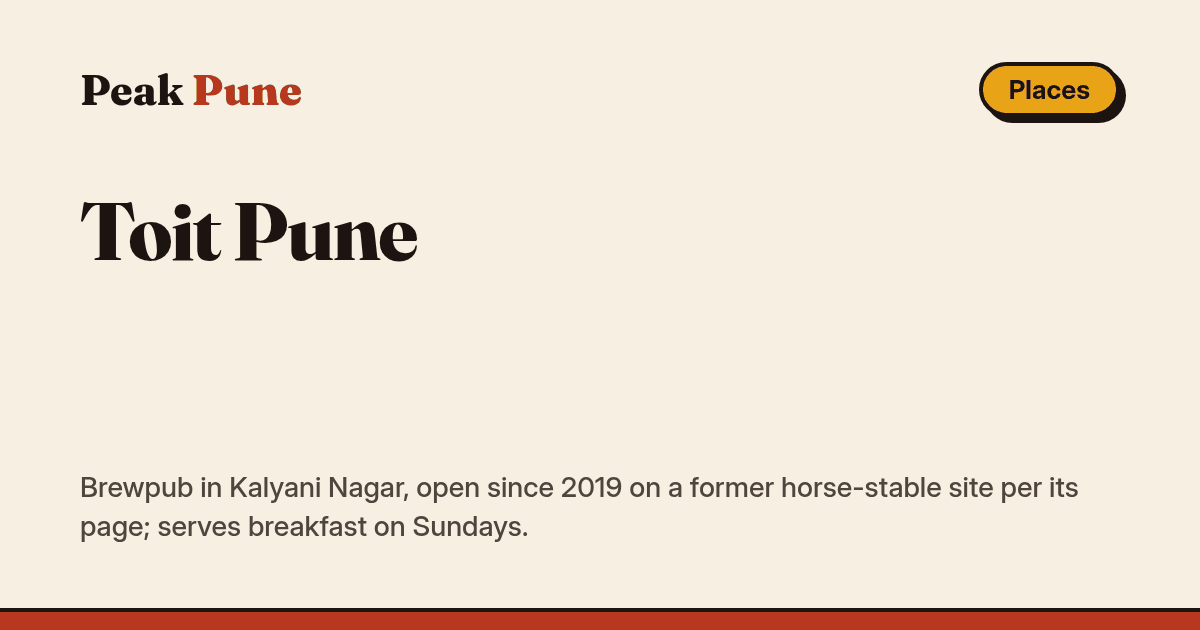 Peak Pune
Places
Toit Pune
Brewpub in Kalyani Nagar, open since 2019 on a former horse-stable site per its
page; serves breakfast on Sundays.